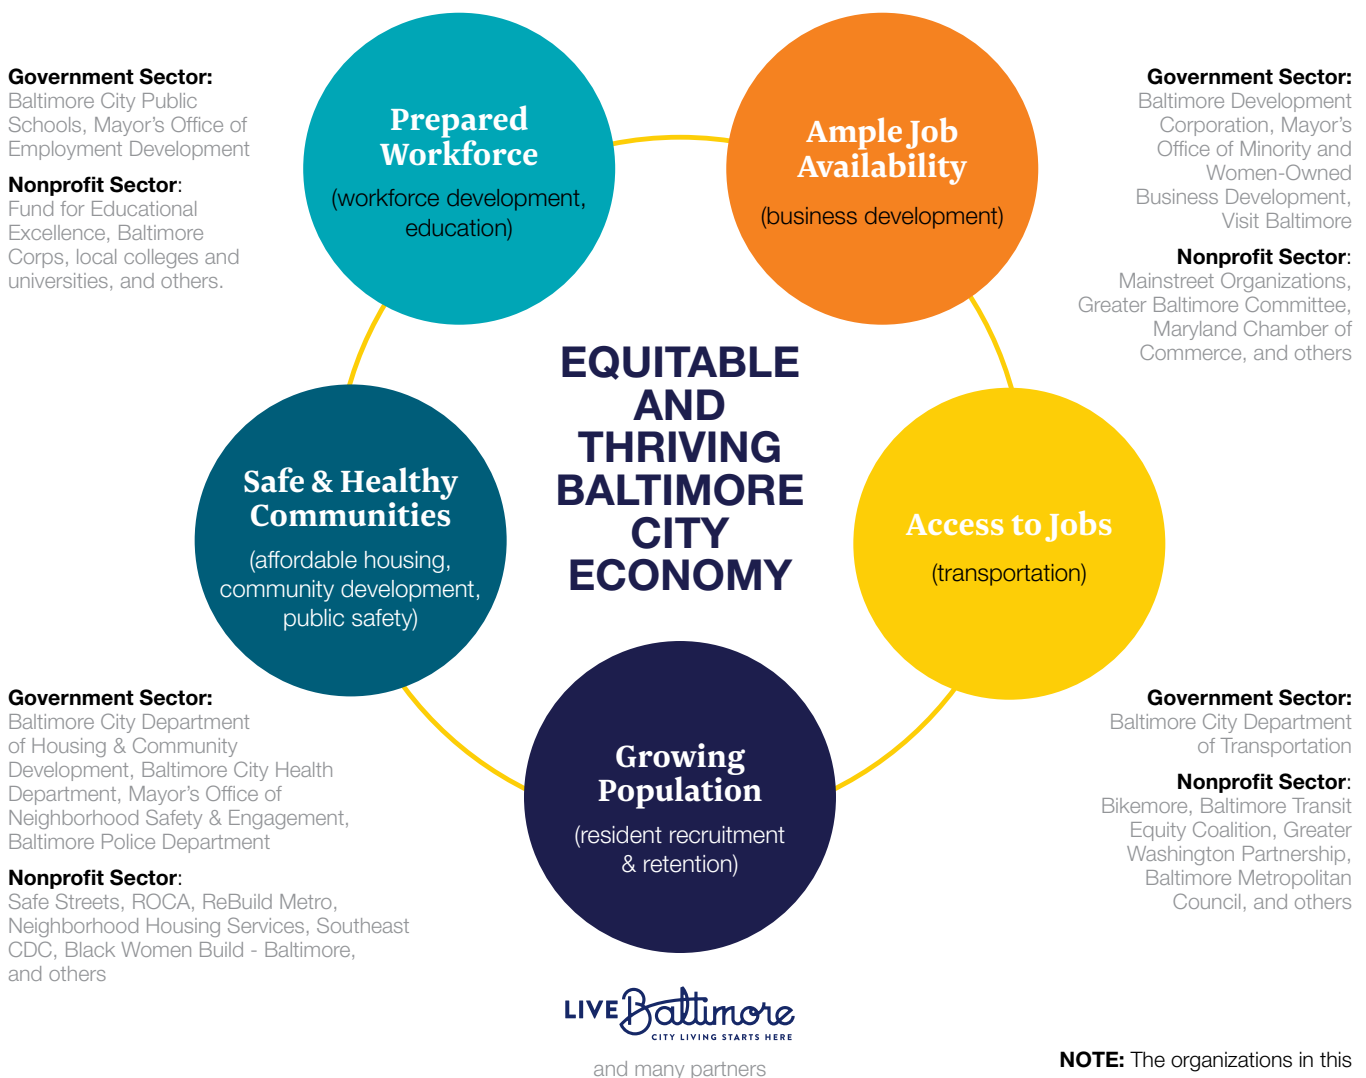 Government Sector:
Baltimore City Public
Schools, Mayor's Office of
Employment Development
Nonprofit Sector:
Fund for Educational
Excellence, Baltimore
Corps, local colleges and
universities, and others.
Prepared
Workforce
(workforce development,
education)
Ample Job
Availability
(business development)
Government Sector:
Baltimore Development
Corporation, Mayor's
Office of Minority and
Women-Owned
Business Development,
Visit Baltimore
Nonprofit Sector:
Mainstreet Organizations,
Greater Baltimore Committee,
Maryland Chamber of
Commerce, and others
EQUITABLE
AND
THRIVING
BALTIMORE
CITY
ECONOMY
Safe & Healthy
Communities
(affordable housing,
community development,
public safety)
Access to Jobs
(transportation)
Government Sector:
Baltimore City Department
of Housing & Community
Development, Baltimore City Health
Department, Mayor's Office of
Neighborhood Safety & Engagement,
Baltimore Police Department
Nonprofit Sector:
Safe Streets, ROCA, ReBuild Metro,
Neighborhood Housing Services, Southeast
CDC, Black Women Build - Baltimore,
and others
Growing
Population
(resident recruitment
& retention)
Government Sector:
Baltimore City Department
of Transportation
Nonprofit Sector:
Bikemore, Baltimore Transit
Equity Coalition, Greater
Washington Partnership,
Baltimore Metropolitan
Council, and others
LIVE Baltimore
CITY LIVING STARTS HERE
and many partners
NOTE: The organizations in this